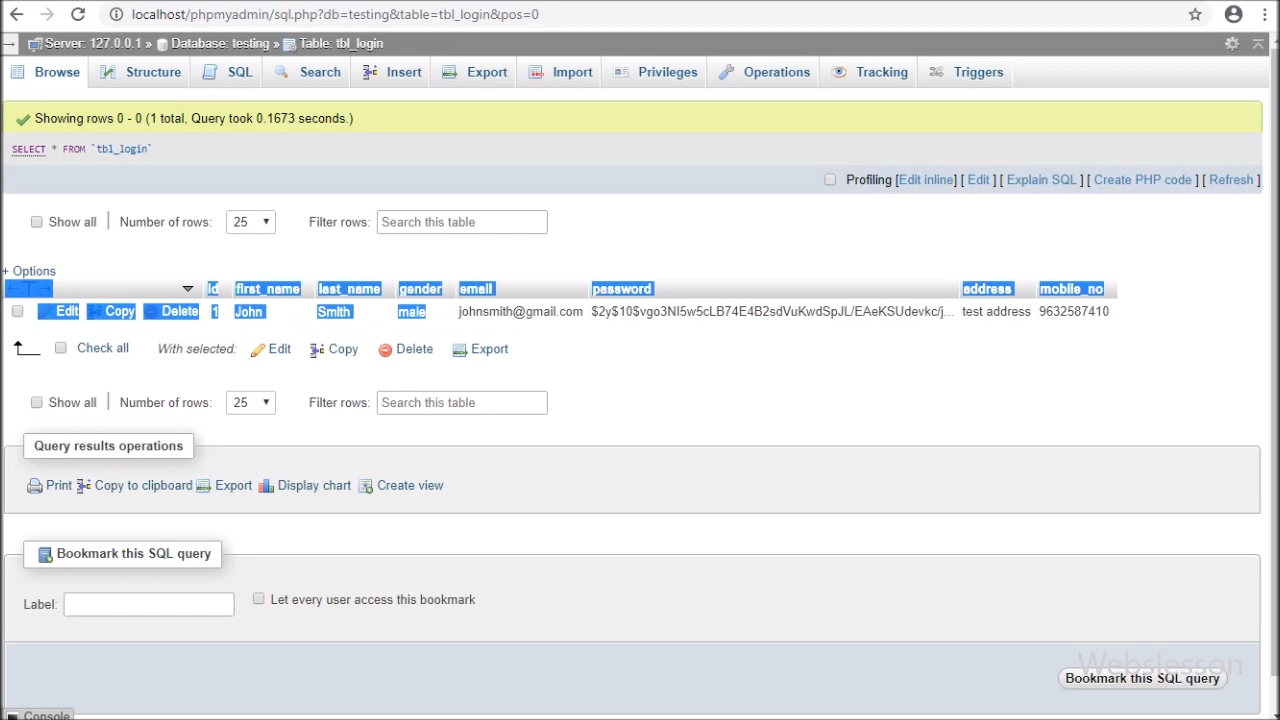 localhost/phpmyadmin/sql.php?db=testing&table=tbl_login&pos=0
Server: 127.0.0.1 » Database: testing » Table: tbl_login
Browse Structure SQL Search Insert Export Import Privileges Operations Tracking Triggers
Showing rows 0 - 0 (1 total, Query took 0.1673 seconds.)
SELECT * FROM `tbl_login`
Profiling [Edit inline] [ Edit ] [ Explain SQL ] [ Create PHP code ] [ Refresh ]
Show all Number of rows: 25 Filter rows: Search this table
+ Options
←T→ id first_name last_name gender email password address mobile_no
Edit Copy Delete 1 John Smith male johnsmith@gmail.com $2y$10$vgo3NI5w5cLB74E4B2sdVuKwdSpJL/EAeKSUdevkc/j... test address 9632587410
Check all With selected: Edit Copy Delete Export
Show all Number of rows: 25 Filter rows: Search this table
Query results operations
Print Copy to clipboard Export Display chart Create view
Bookmark this SQL query
Label: Let every user access this bookmark
Webslesson
Bookmark this SQL query
Console